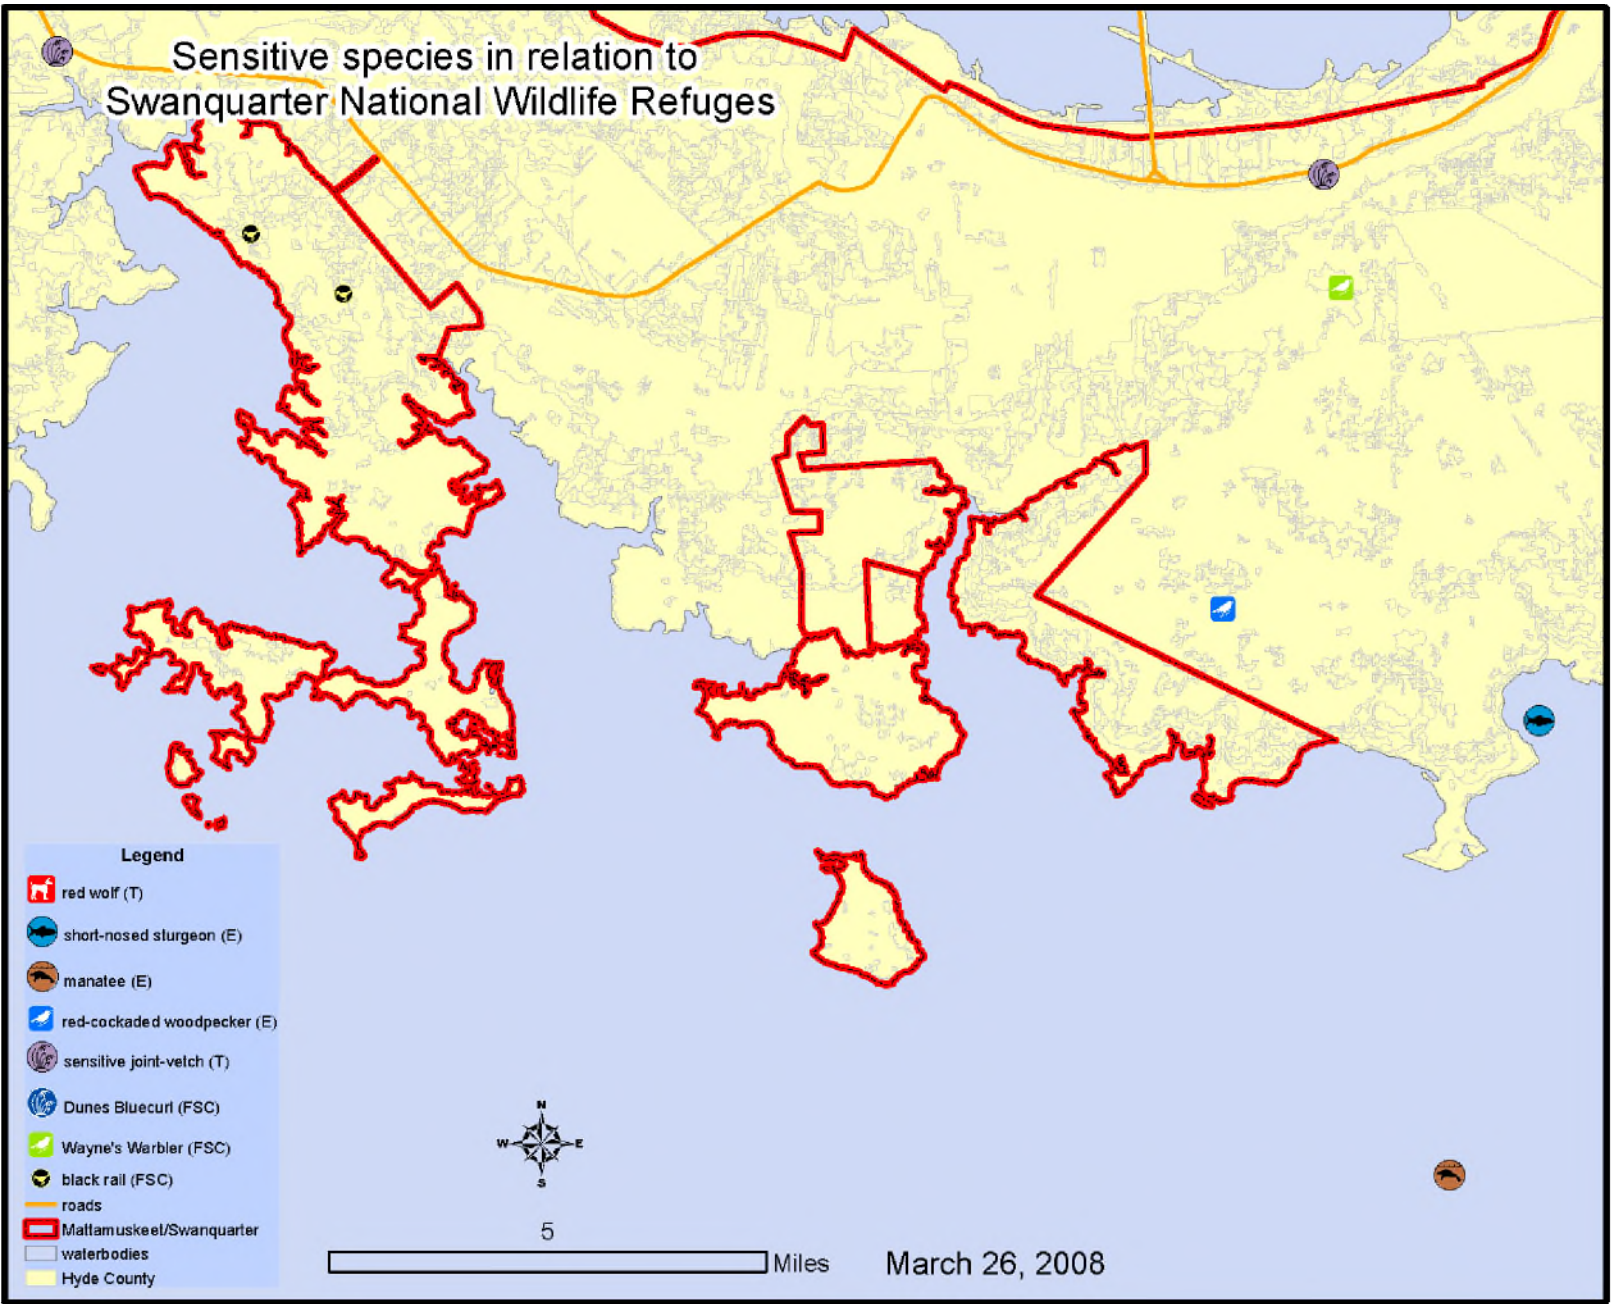 Sensitive species in relation to
Swanquarter National Wildlife Refuges
Legend
red wolf (T)
short-nosed sturgeon (E)
manatee (E)
red-cockaded woodpecker (E)
sensitive joint-vetch (T)
Dunes Bluecurl (FSC)
Wayne's Warbler (FSC)
black rail (FSC)
roads
Mattamuskeet/Swanquarter
waterbodies
Hyde County
N
W E
S
5
Miles
March 26, 2008